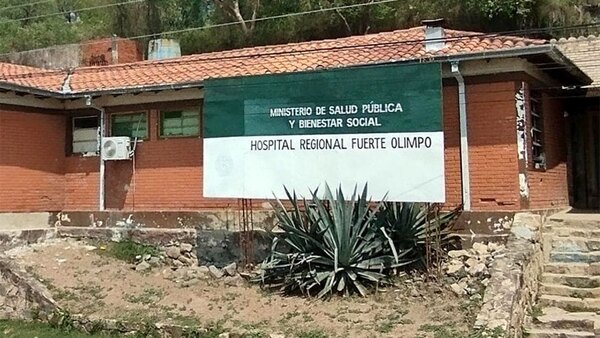 MINISTERIO DE SALUD PÚBLICA
Y BIENESTAR SOCIAL
HOSPITAL REGIONAL FUERTE OLIMPO